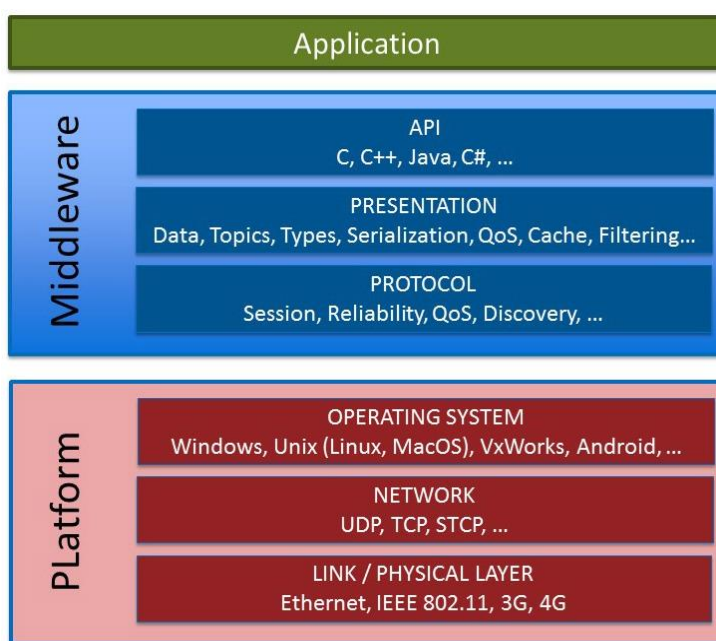 Application
Middleware
API
C, C++, Java, C#, ...
PRESENTATION
Data, Topics, Types, Serialization, QoS, Cache, Filtering...
PROTOCOL
Session, Reliability, QoS, Discovery, ...
PLatform
OPERATING SYSTEM
Windows, Unix (Linux, MacOS), VxWorks, Android, ...
NETWORK
UDP, TCP, STCP, ...
LINK / PHYSICAL LAYER
Ethernet, IEEE 802.11, 3G, 4G